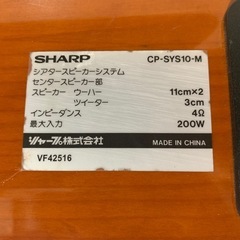 SHARP CP-SYS10-M
シアタースピーカーシステム
センタースピーカー部
スピーカー ウーハー 11cm×2
ツイーター 3cm
インピーダンス 4Ω
最大入力 200W
シャープ株式会社 MADE IN CHINA
VF42516